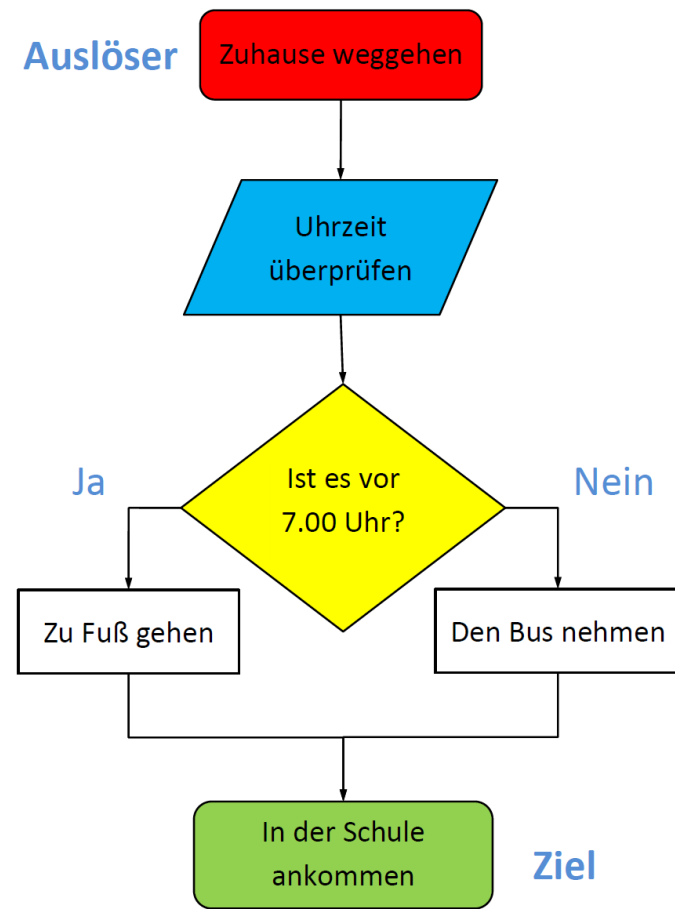 Auslöser
Zuhause weggehen
Uhrzeit
überprüfen
Ja
Ist es vor
7.00 Uhr?
Nein
Zu Fuß gehen
Den Bus nehmen
In der Schule
ankommen
Ziel